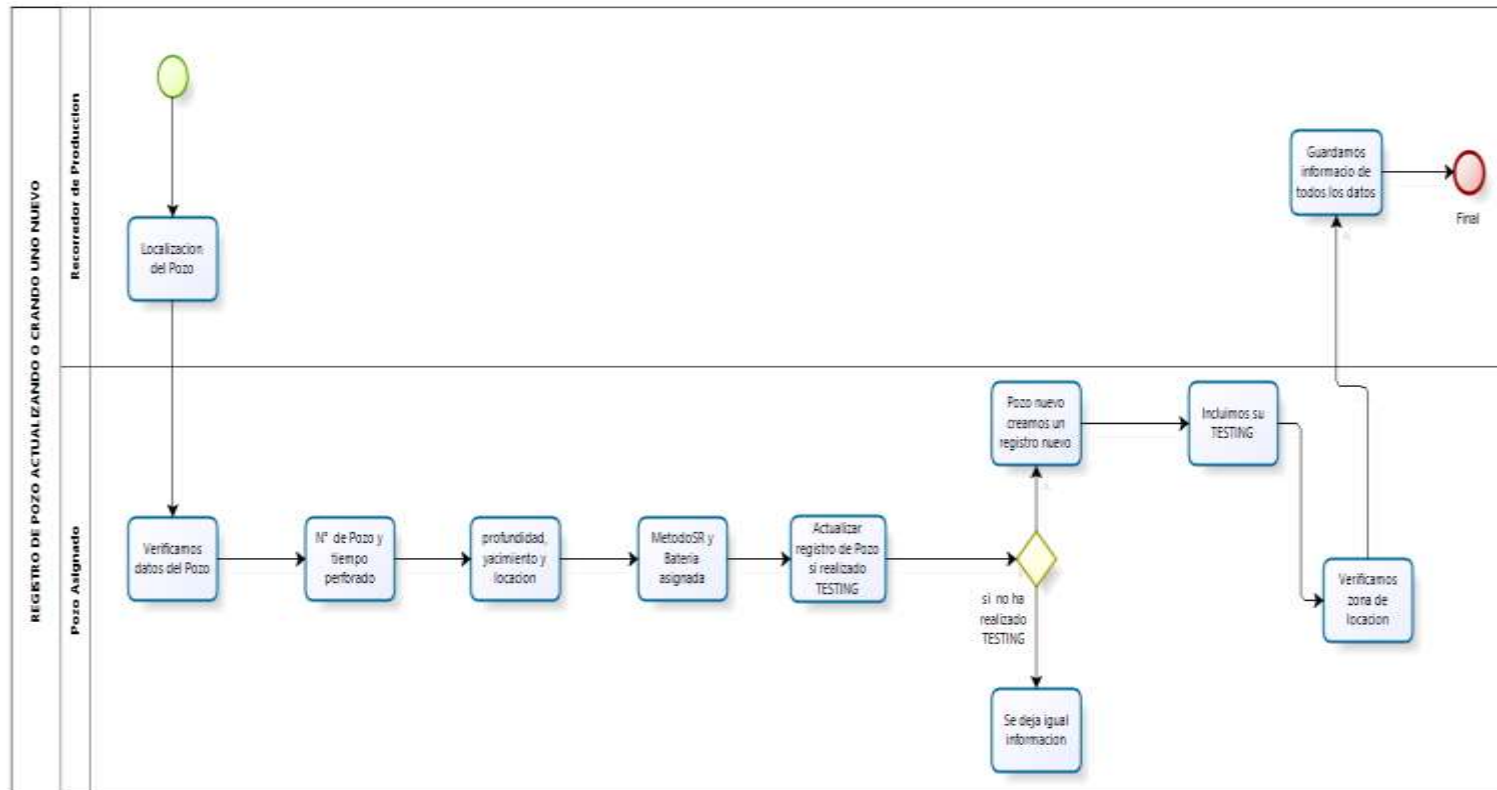 REGISTRO DE POZO ACTUALIZANDO O CRANDO UNO NUEVO
Recorredor de Produccion
Localizacion
del Pozo
Guardamos
informacio de
todos los datos
Final
Pozo Asignado
Verificamos
datos del Pozo
N° de Pozo y
tiempo
perforado
profundidad,
yacimiento y
locacion
MetodoSR y
Bateria
asignada
Actualizar
registro de Pozo
si realizado
TESTING
si no ha
realizado
TESTING
Pozo nuevo
creamos un
registro nuevo
Incluimos su
TESTING
Verificamos
zona de
locacion
Se deja igual
informacion